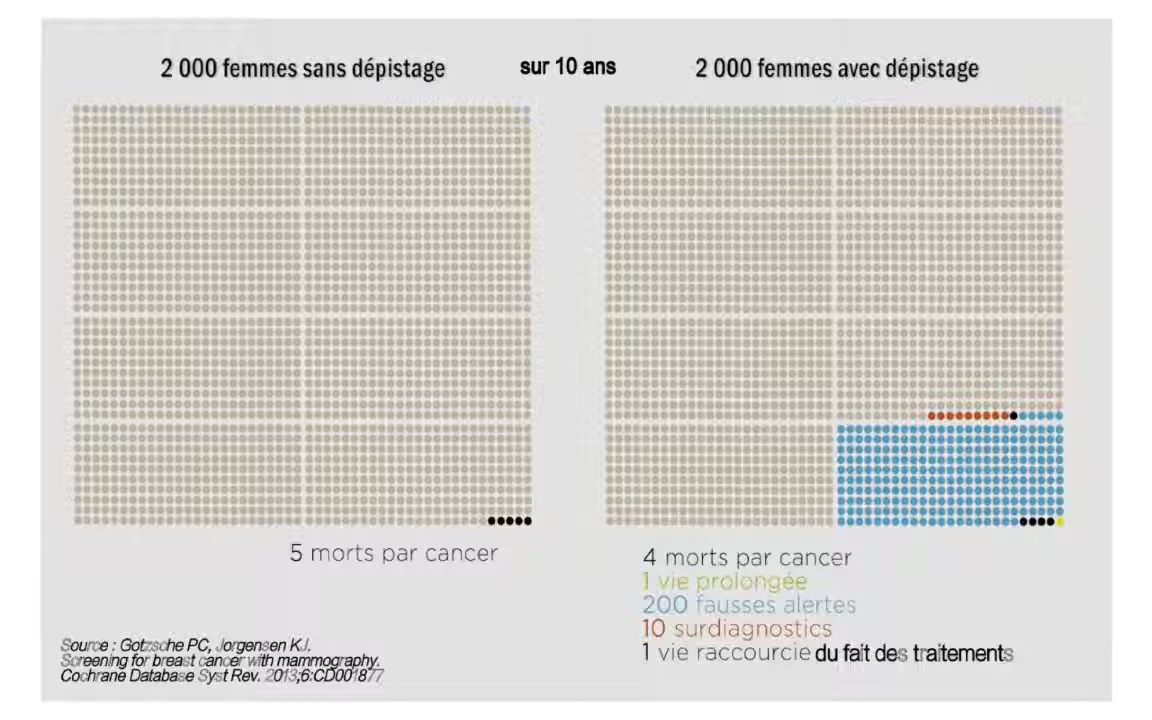 2 000 femmes sans dépistage
sur 10 ans
2 000 femmes avec dépistage
5 morts par cancer
4 morts par cancer
1 vie prolongée
200 fausses alertes
10 surdiagnostics
1 vie raccourcie du fait des traitements
Source : Gotzsche PC, Jorgensen KJ.
Screening for breast cancer with mammography.
Cochrane Database Syst Rev. 2013;6:CD001877